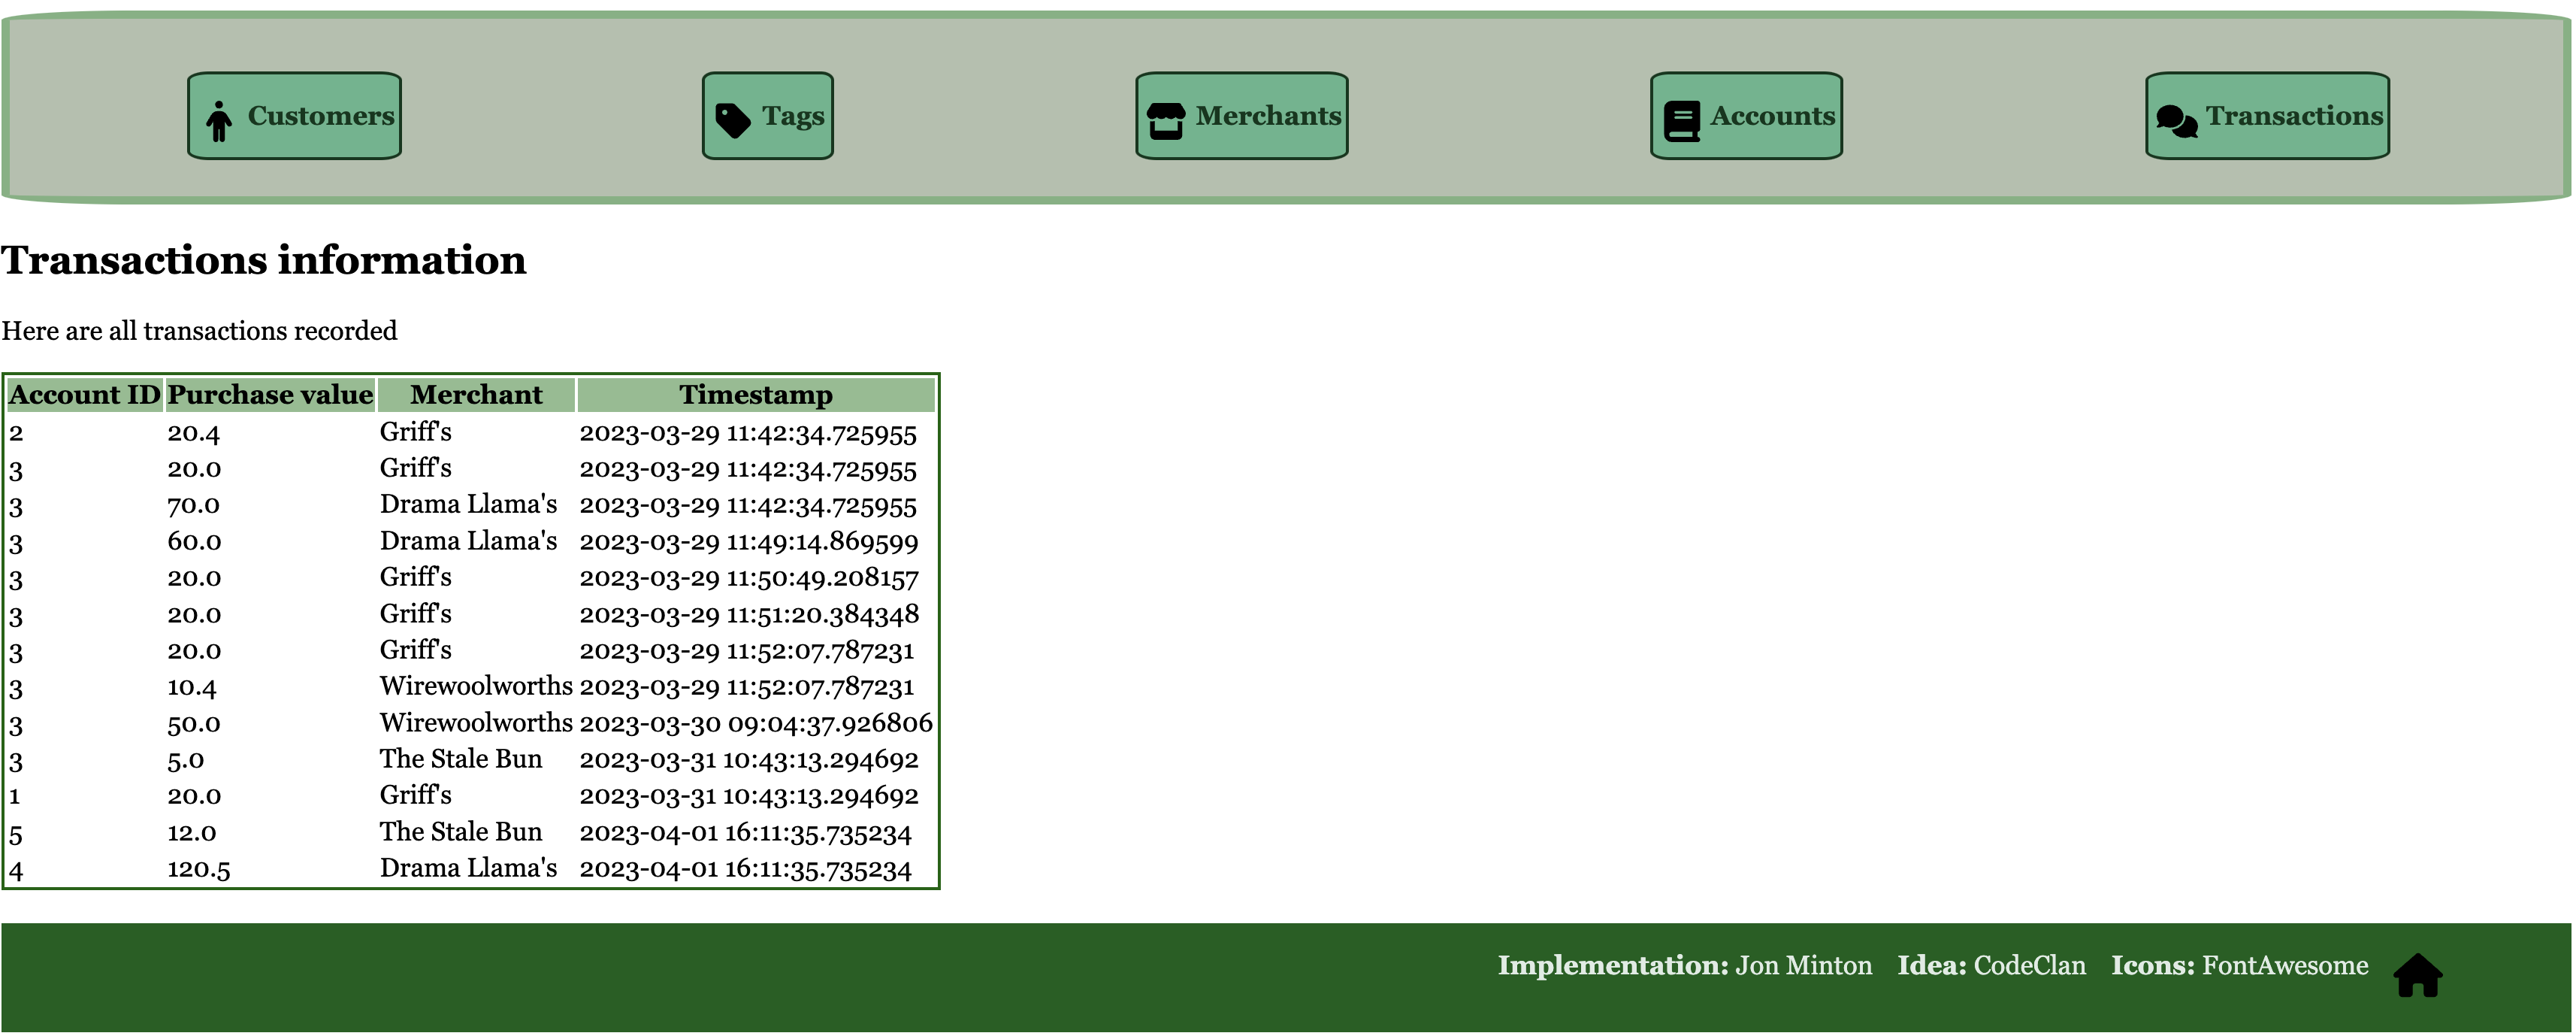 Customers Tags Merchants Accounts Transactions
Transactions information
Here are all transactions recorded
Account ID Purchase value Merchant Timestamp
2 20.4 Griff's 2023-03-29 11:42:34.725955
3 20.0 Griff's 2023-03-29 11:42:34.725955
3 70.0 Drama Llama's 2023-03-29 11:42:34.725955
3 60.0 Drama Llama's 2023-03-29 11:49:14.869599
3 20.0 Griff's 2023-03-29 11:50:49.208157
3 20.0 Griff's 2023-03-29 11:51:20.384348
3 20.0 Griff's 2023-03-29 11:52:07.787231
3 10.4 Wirewoolworths 2023-03-29 11:52:07.787231
3 50.0 Wirewoolworths 2023-03-30 09:04:37.926806
3 5.0 The Stale Bun 2023-03-31 10:43:13.294692
1 20.0 Griff's 2023-03-31 10:43:13.294692
5 12.0 The Stale Bun 2023-04-01 16:11:35.735234
4 120.5 Drama Llama's 2023-04-01 16:11:35.735234
Implementation: Jon Minton Idea: CodeClan Icons: FontAwesome